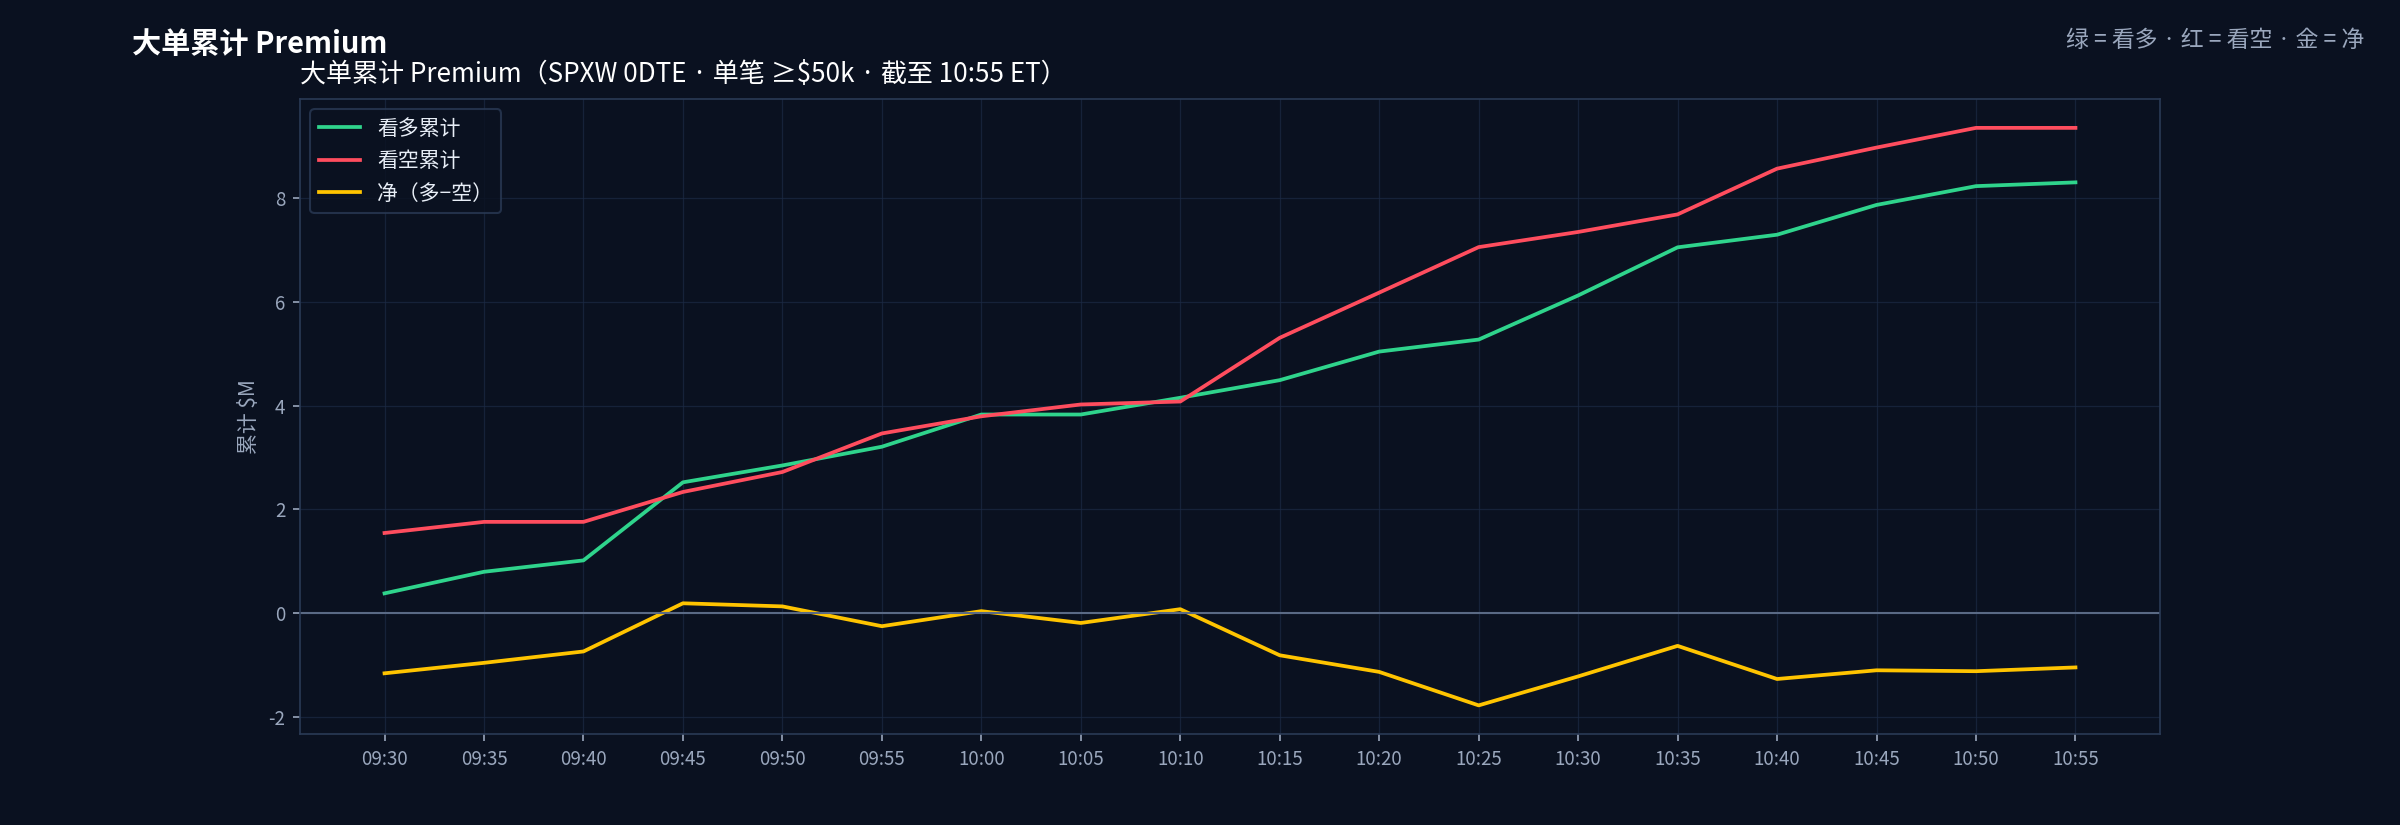 大单累计 Premium
绿 = 看多 · 红 = 看空 · 金 = 净
大单累计 Premium（SPXW 0DTE · 单笔 ≥$50k · 截至 10:55 ET）
看多累计
看空累计
净（多−空）
累计 $M
8
6
4
2
0
-2
09:30 09:35 09:40 09:45 09:50 09:55 10:00 10:05 10:10 10:15 10:20 10:25 10:30 10:35 10:40 10:45 10:50 10:55